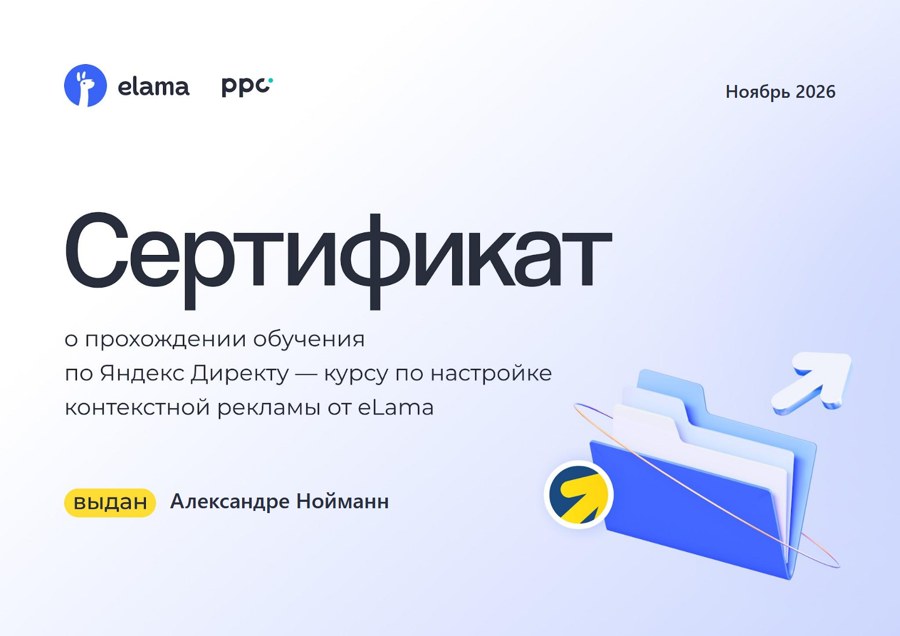 elama
ppc
Ноябрь 2026
Сертификат
о прохождении обучения
по Яндекс Директу — курсу по настройке
контекстной рекламы от eLama
выдан Александре Нойманн